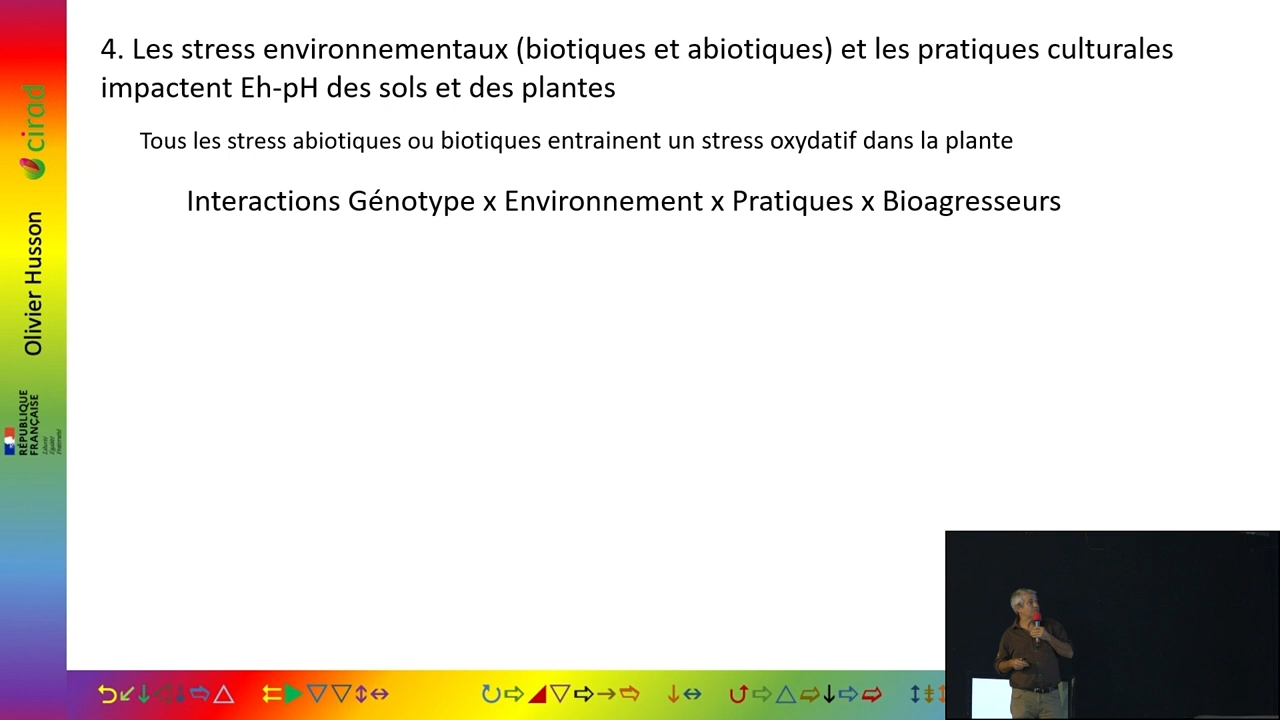 4. Les stress environnementaux (biotiques et abiotiques) et les pratiques culturales
impactent Eh-pH des sols et des plantes
Tous les stress abiotiques ou biotiques entrainent un stress oxydatif dans la plante
Interactions Génotype x Environnement x Pratiques x Bioagresseurs
cirad
Olivier Husson
RÉPUBLIQUE
FRANÇAISE